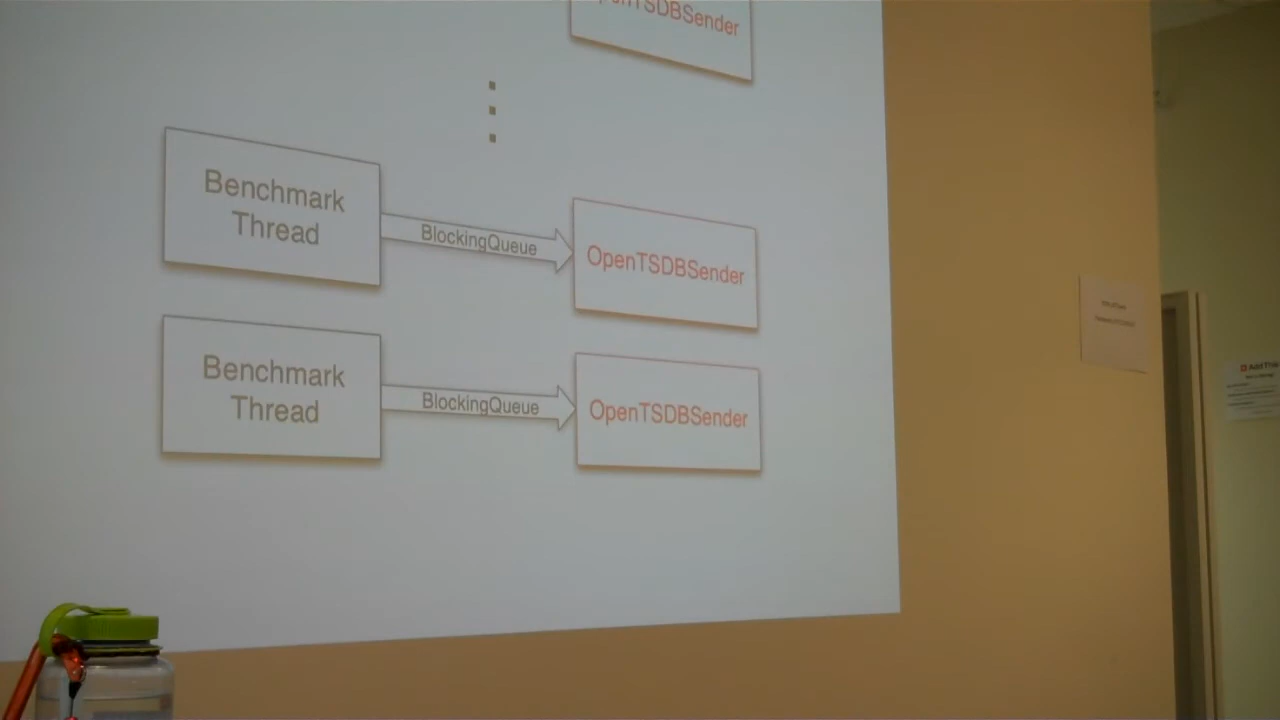 OpenTSDBSender
Benchmark
Thread
BlockingQueue
OpenTSDBSender
Benchmark
Thread
BlockingQueue
OpenTSDBSender